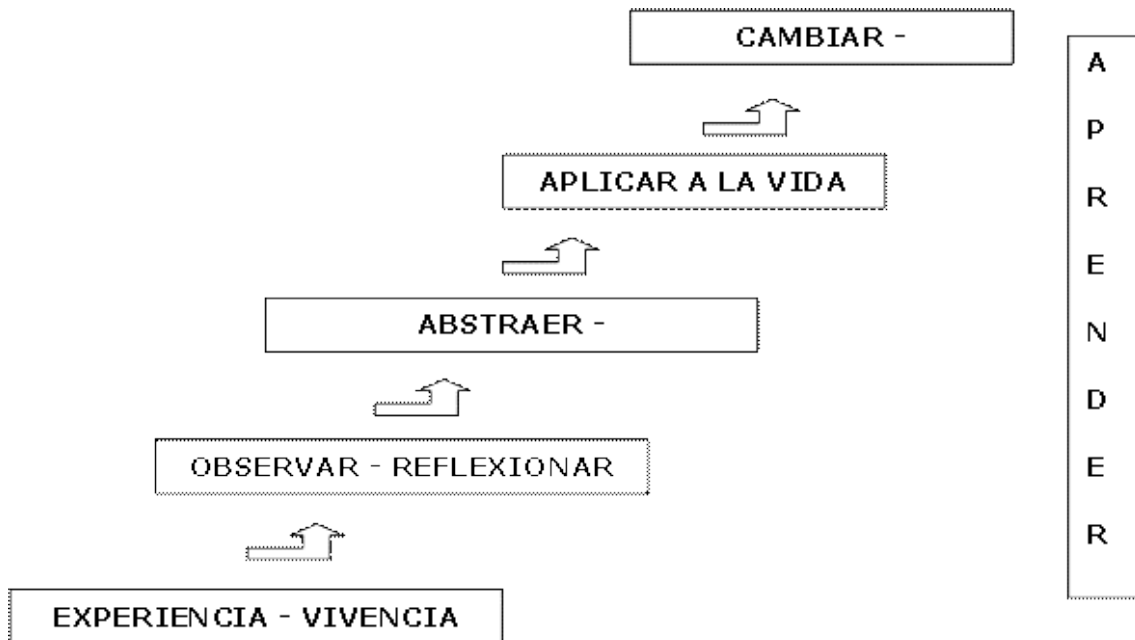 CAMBIAR -
APLICAR A LA VIDA
ABSTRAER -
OBSERVAR - REFLEXIONAR
EXPERIENCIA - VIVENCIA
A
P
R
E
N
D
E
R